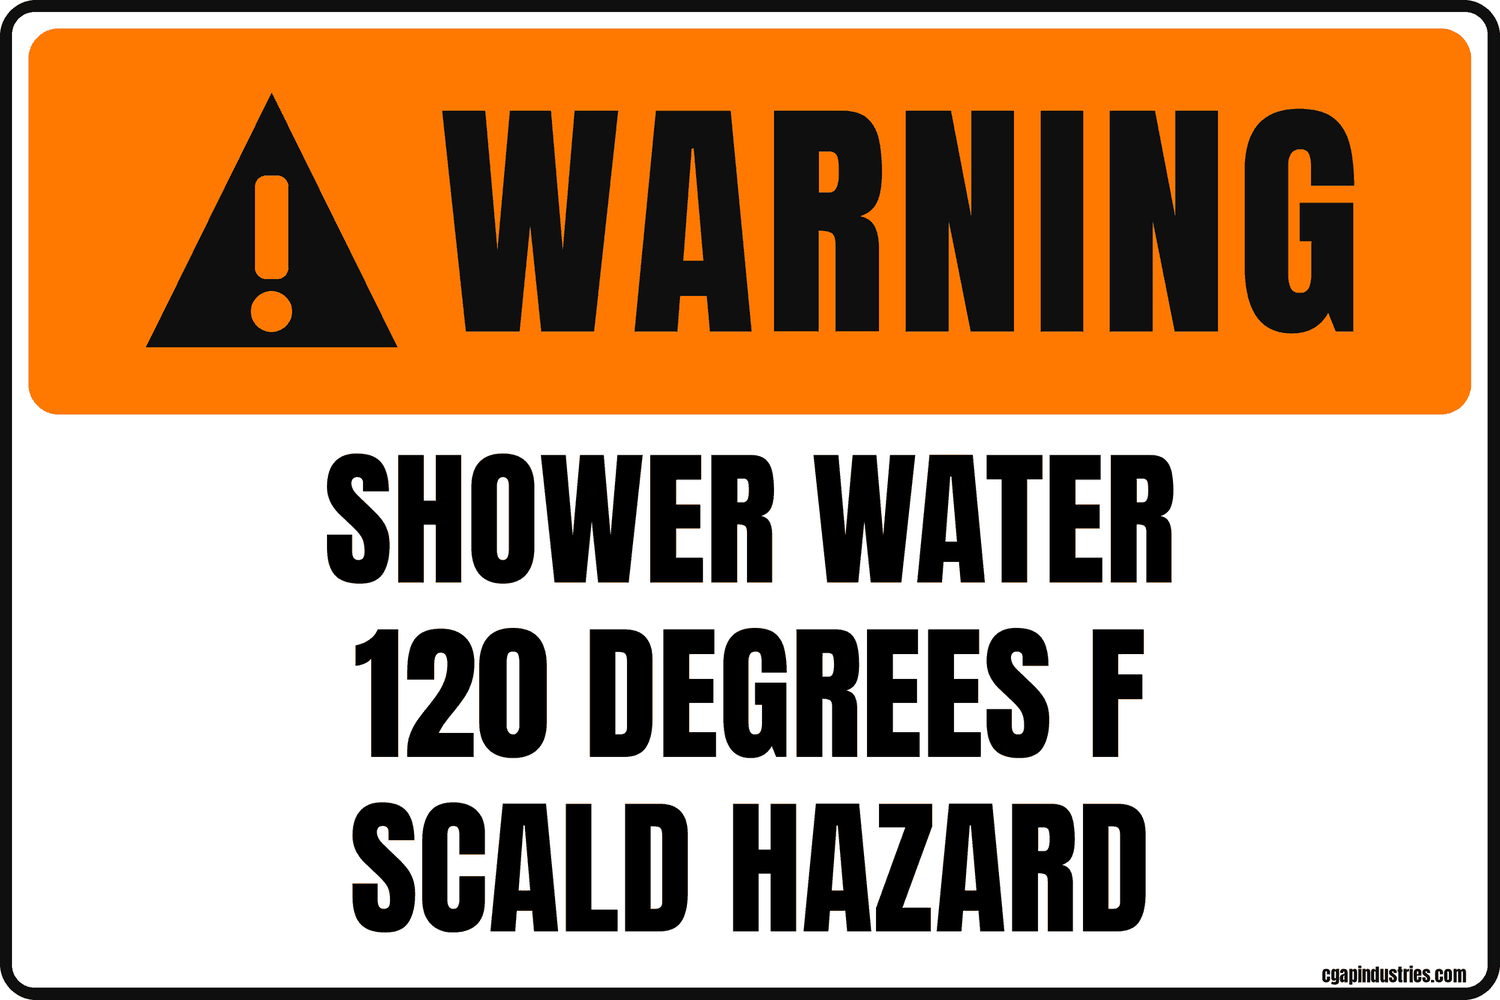 WARNING
SHOWER WATER
120 DEGREES F
SCALD HAZARD
cgapindustries.com